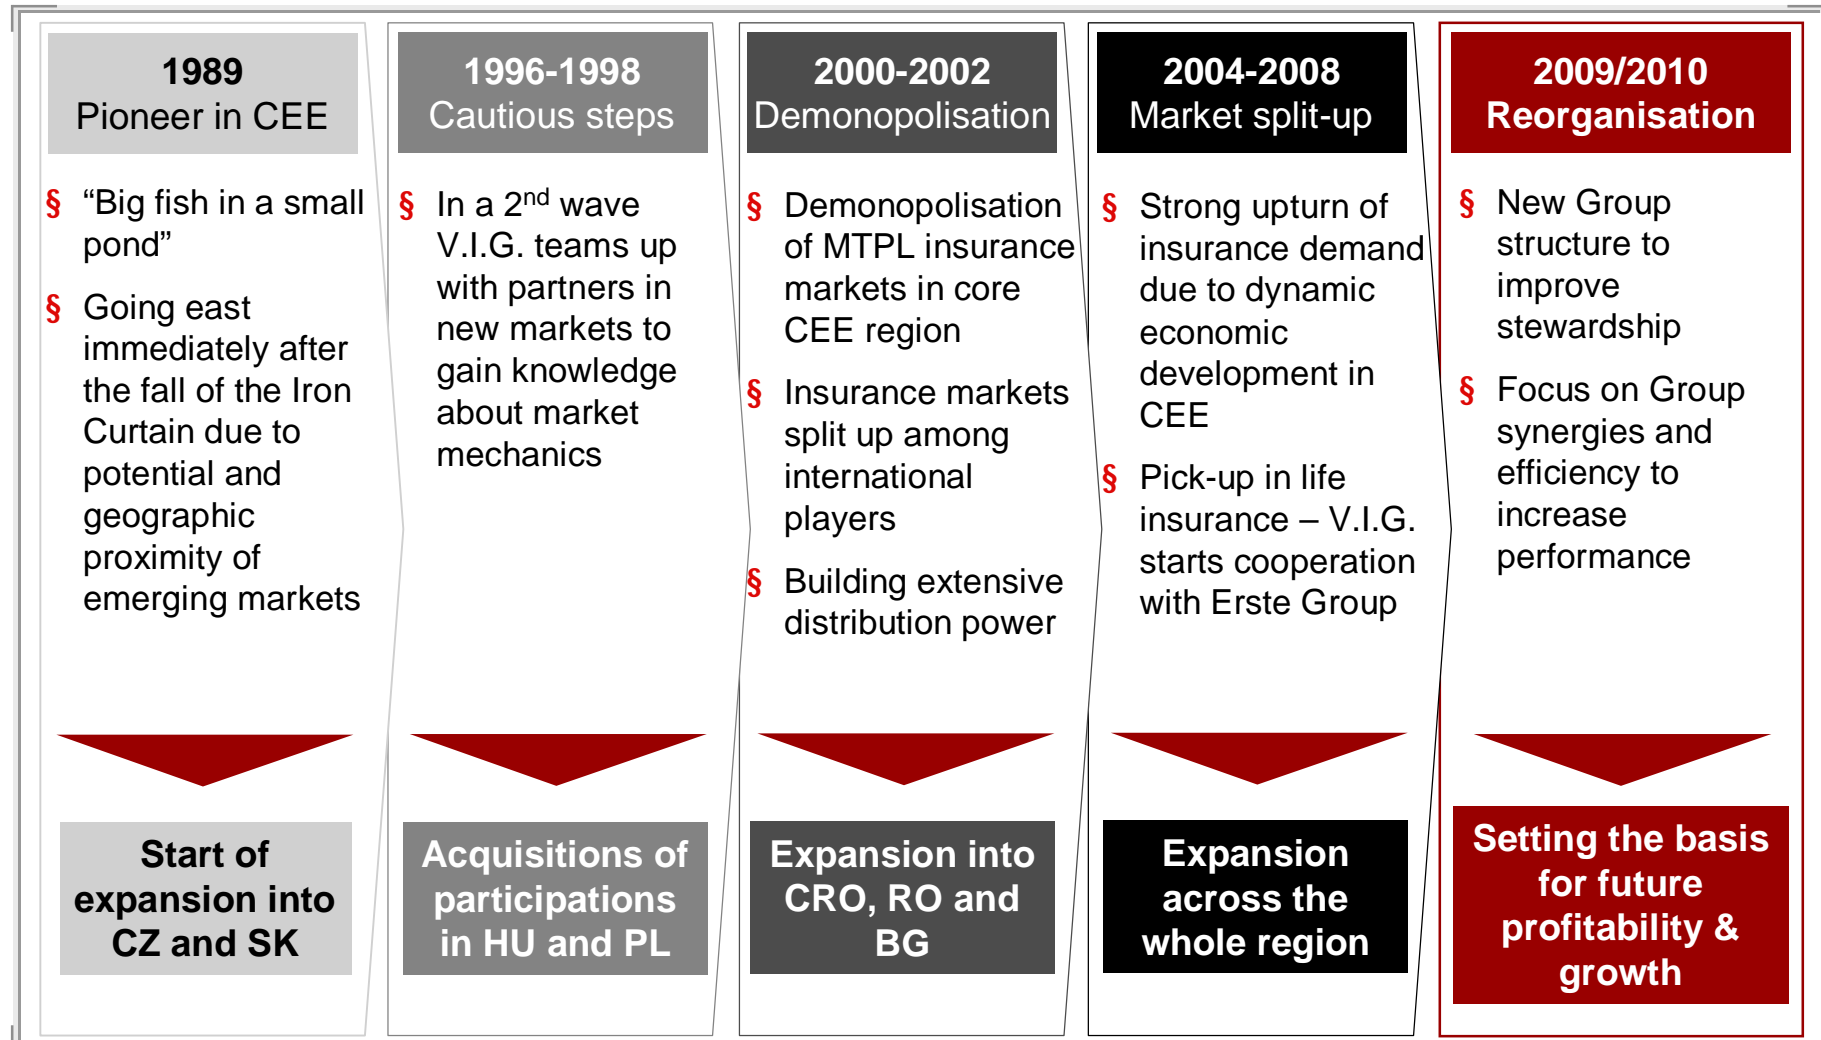 1989
Pioneer in CEE
§ “Big fish in a small
pond”
§ Going east
immediately after
the fall of the Iron
Curtain due to
potential and
geographic
proximity of
emerging markets
Start of
expansion into
CZ and SK
1996-1998
Cautious steps
§ In a 2nd wave
V.I.G. teams up
with partners in
new markets to
gain knowledge
about market
mechanics
Acquisitions of
participations
in HU and PL
2000-2002
Demonopolisation
§ Demonopolisation
of MTPL insurance
markets in core
CEE region
§ Insurance markets
split up among
international
players
§ Building extensive
distribution power
Expansion into
CRO, RO and
BG
2004-2008
Market split-up
§ Strong upturn of
insurance demand
due to dynamic
economic
development in
CEE
§ Pick-up in life
insurance – V.I.G.
starts cooperation
with Erste Group
Expansion
across the
whole region
2009/2010
Reorganisation
§ New Group
structure to
improve
stewardship
§ Focus on Group
synergies and
efficiency to
increase
performance
Setting the basis
for future
profitability &
growth